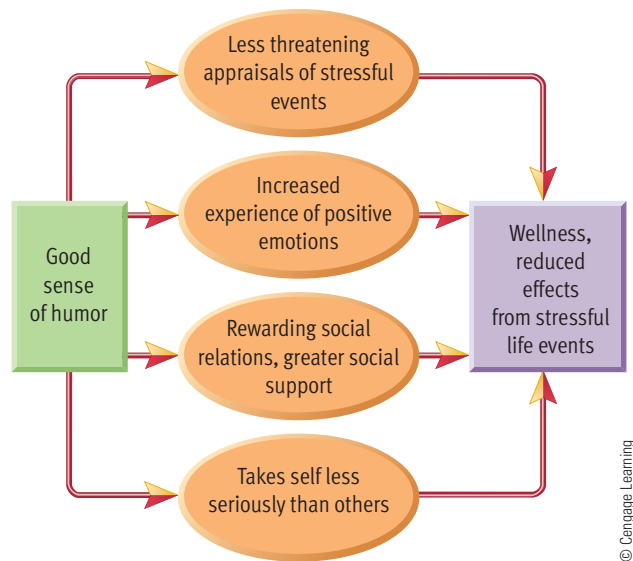 Less threatening
appraisals of stressful
events
Increased
experience of positive
emotions
Good
sense
of humor
Wellness,
reduced
effects
from stressful
life events
Rewarding social
relations, greater social
support
Takes self less
seriously than others
© Cengage Learning